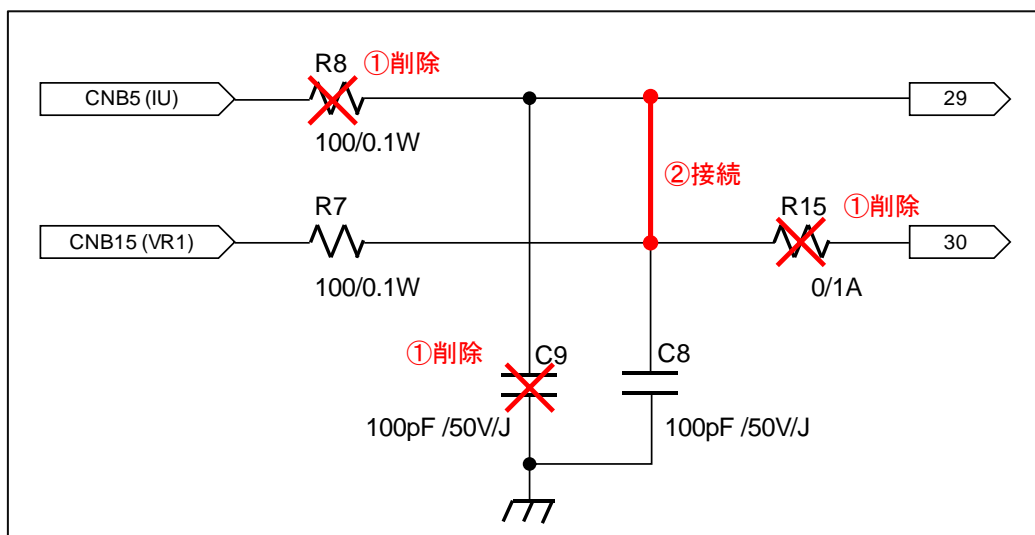 R8 ①削除
CNB5 (IU)
29
100/0.1W
②接続
R7
R15 ①削除
CNB15 (VR1)
30
100/0.1W
0/1A
①削除 C9
C8
100pF /50V/J
100pF /50V/J